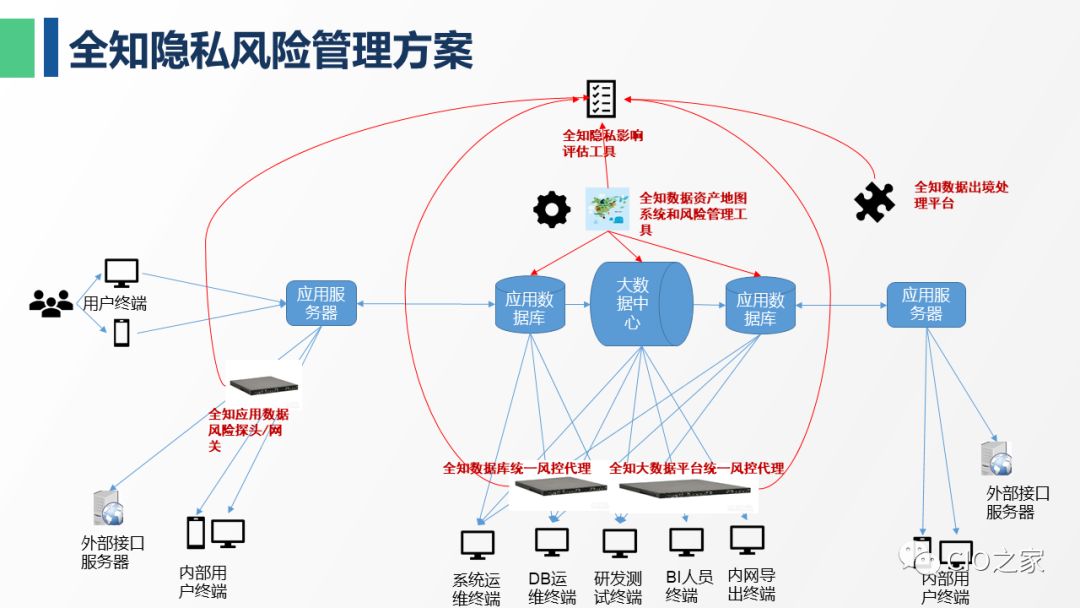 全知隐私风险管理方案
全知隐私影响
评估工具
全知数据资产地图
系统和风险管理工
具
全知数据出境处
理平台
用户终端
应用服
务器
应用数
据库
大数
据中
心
应用数
据库
应用服
务器
全知应用数据
风险探头/网
关
全知数据库统一风控代理
全知大数据平台统一风控代理
外部接口
服务器
内部用
户终端
系统运
维终端
DB运
维终端
研发测
试终端
BI人员
终端
内网导
出终端
外部接口
服务器
内部用
户终端
CIO之家